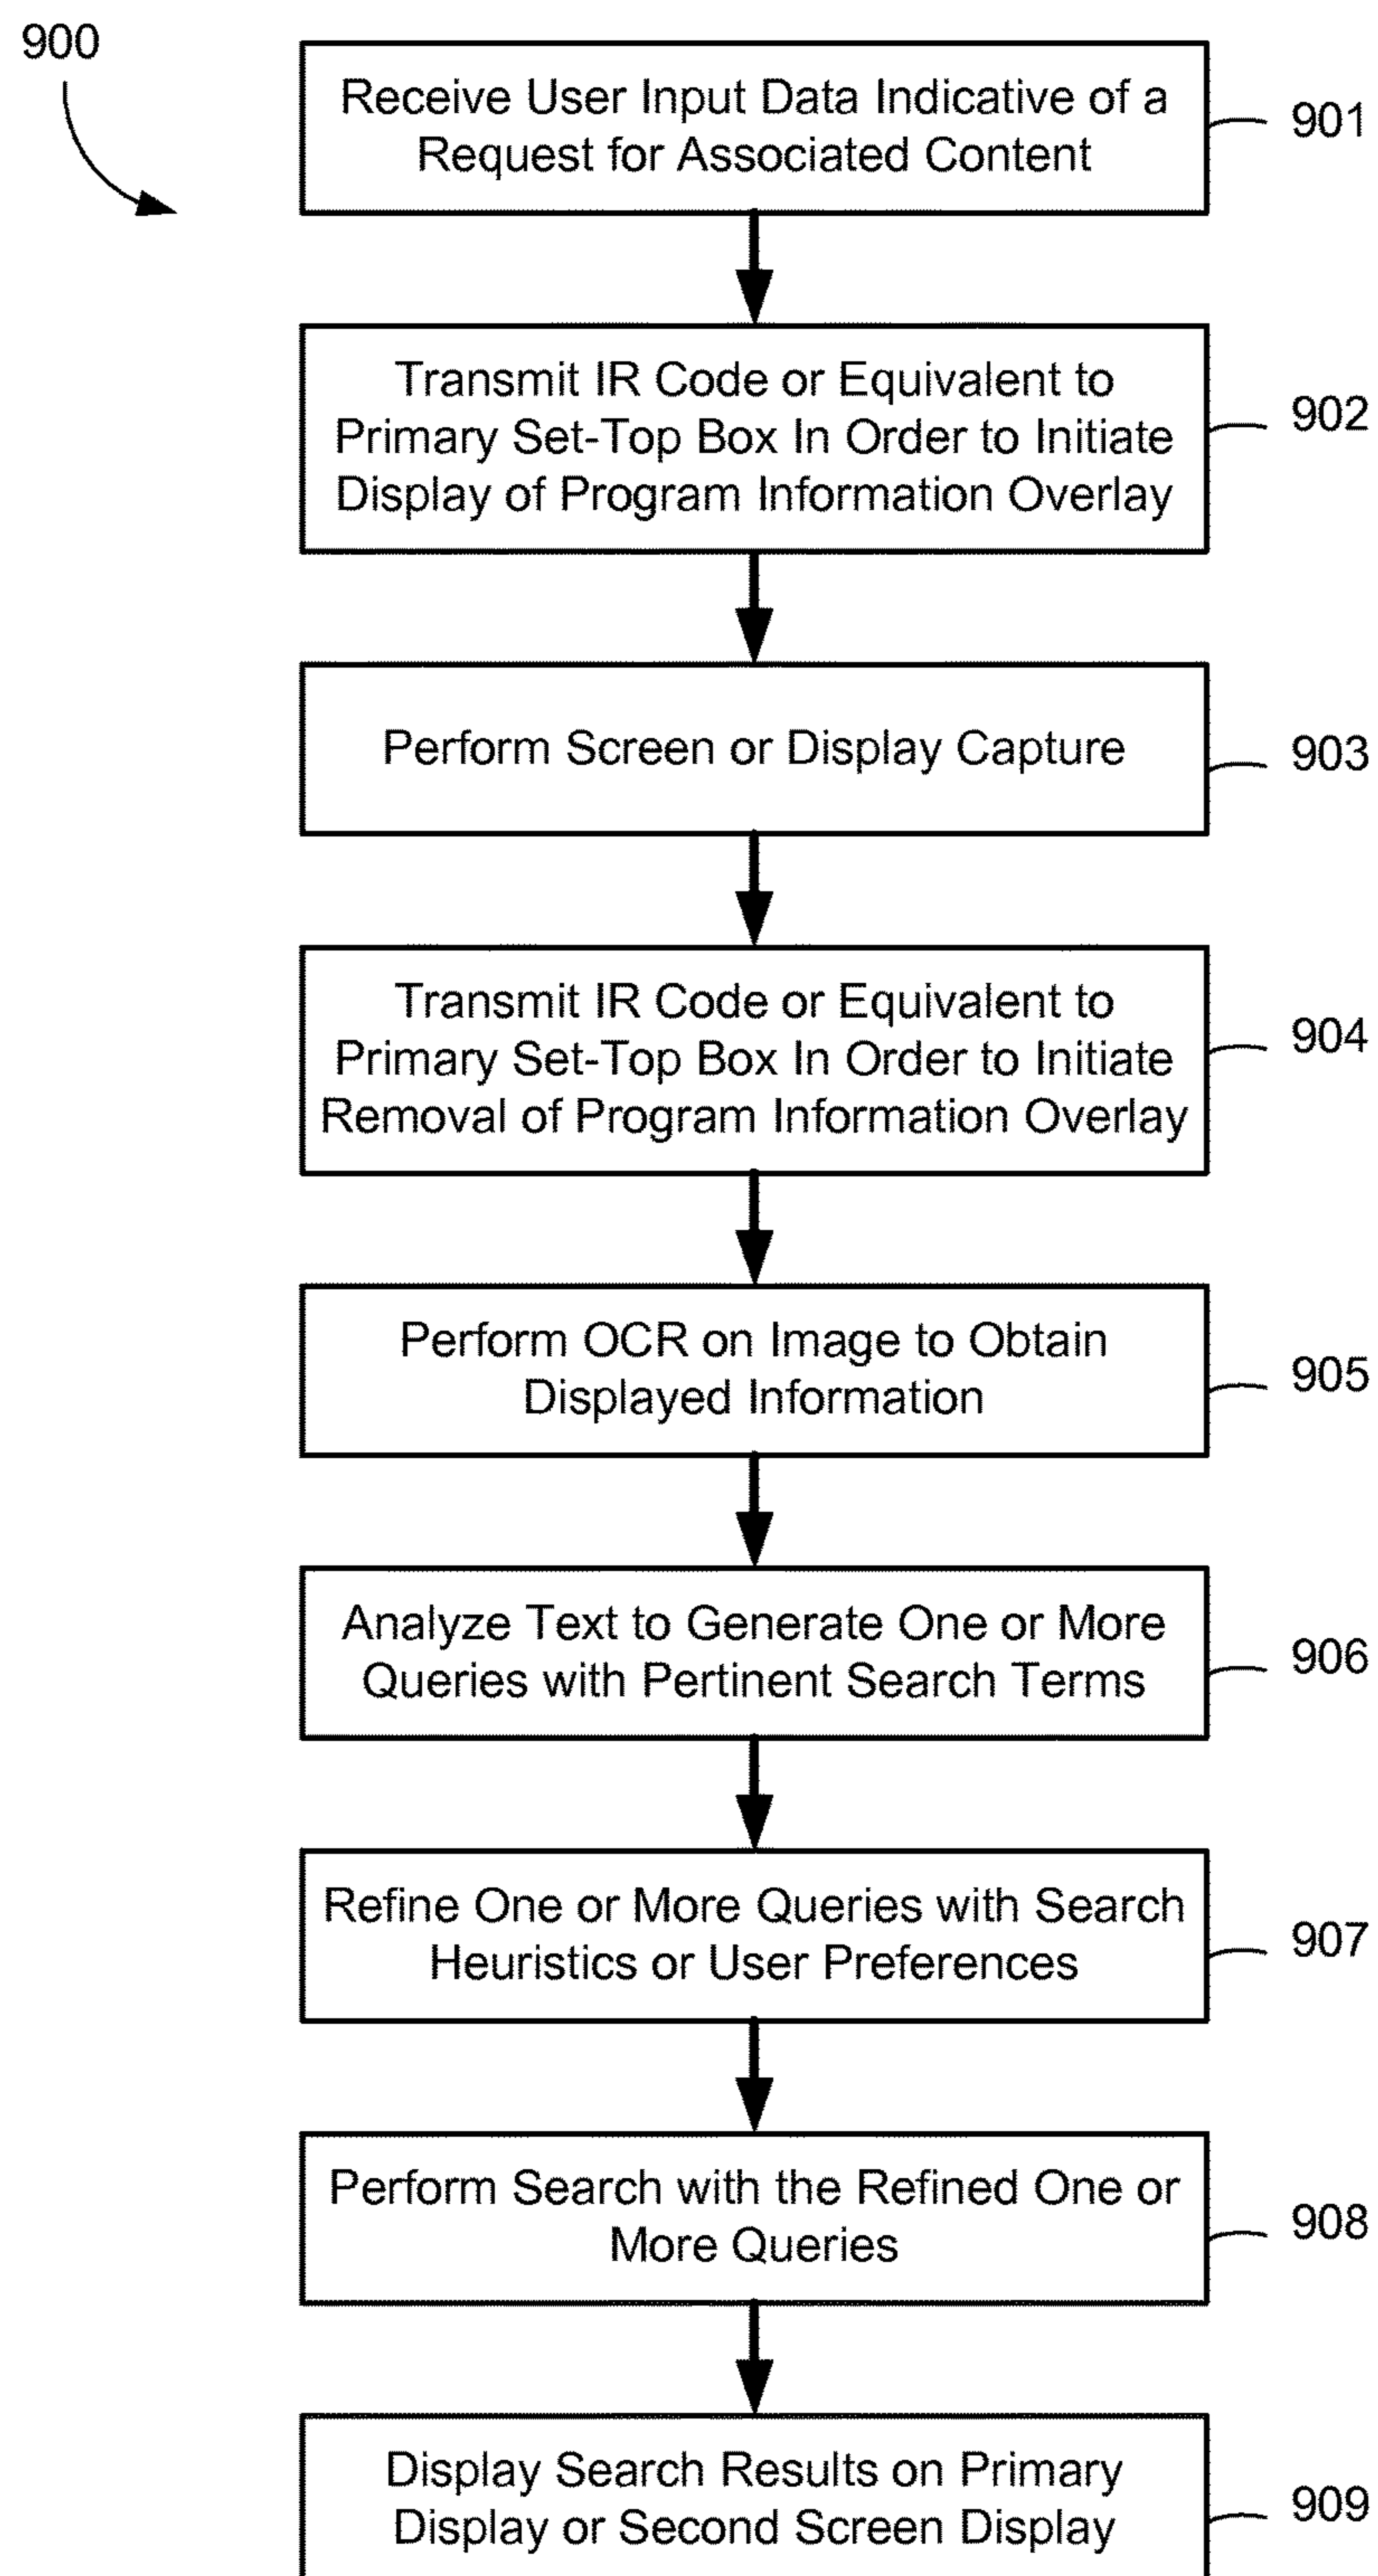 900
Receive User Input Data Indicative of a
Request for Associated Content
901
Transmit IR Code or Equivalent to
Primary Set-Top Box In Order to Initiate
Display of Program Information Overlay
902
Perform Screen or Display Capture
903
Transmit IR Code or Equivalent to
Primary Set-Top Box In Order to Initiate
Removal of Program Information Overlay
904
Perform OCR on Image to Obtain
Displayed Information
905
Analyze Text to Generate One or More
Queries with Pertinent Search Terms
906
Refine One or More Queries with Search
Heuristics or User Preferences
907
Perform Search with the Refined One or
More Queries
908
Display Search Results on Primary
Display or Second Screen Display
909